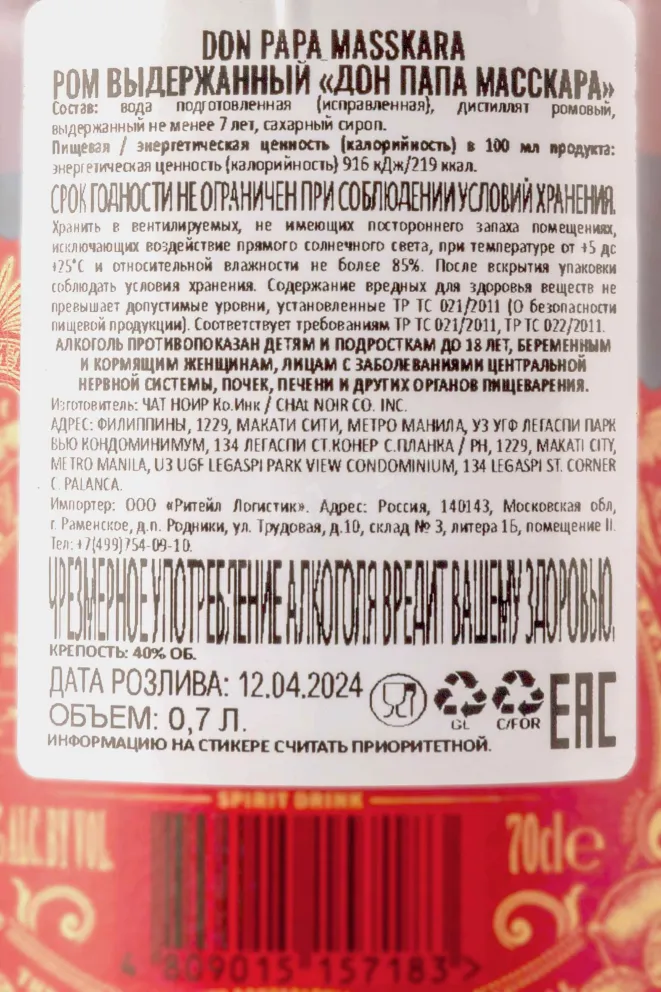 DON PAPA MASSKARA
РОМ ВЫДЕРЖАННЫЙ «ДОН ПАПА МАССКАРА»
Состав: вода подготовленная (исправленная), дистиллят ромовый,
выдержанный не менее 7 лет, сахарный сироп.
Пищевая / энергетическая ценность (калорийность) в 100 мл продукта:
энергетическая ценность (калорийность) 916 кДж/219 ккал.
СРОК ГОДНОСТИ НЕ ОГРАНИЧЕН ПРИ СОБЛЮДЕНИИ УСЛОВИЙ ХРАНЕНИЯ.
Хранить в вентилируемых, не имеющих постороннего запаха помещениях,
исключающих воздействие прямого солнечного света, при температуре от +5 до
+25°С и относительной влажности не более 85%. После вскрытия упаковки
соблюдать условия хранения. Содержание вредных для здоровья веществ не
превышает допустимые уровни, установленные ТР ТС 021/2011 (О безопасности
пищевой продукции). Соответствует требованиям ТР ТС 021/2011, ТР ТС 022/2011.
АЛКОГОЛЬ ПРОТИВОПОКАЗАН ДЕТЯМ И ПОДРОСТКАМ ДО 18 ЛЕТ, БЕРЕМЕННЫМ
И КОРМЯЩИМ ЖЕНЩИНАМ, ЛИЦАМ С ЗАБОЛЕВАНИЯМИ ЦЕНТРАЛЬНОЙ
НЕРВНОЙ СИСТЕМЫ, ПОЧЕК, ПЕЧЕНИ И ДРУГИХ ОРГАНОВ ПИЩЕВАРЕНИЯ.
Изготовитель: ЧАТ НОИР Ко.Инк / CHAT NOIR CO. INC.
АДРЕС: ФИЛИППИНЫ, 1229, МАКАТИ СИТИ, МЕТРО МАНИЛА, УЗ УГФ ЛЕГАСПИ ПАРК
ВЬЮ КОНДОМИНИМУМ, 134 ЛЕГАСПИ СТ.КОНЕР С.ПЛАНКА / PH, 1229, MAKATI CITY,
METRO MANILA, U3 UGF LEGASPI PARK VIEW CONDOMINIUM, 134 LEGASPI ST. CORNER
C. PALANCA.
Импортер: ООО «Ритейл Логистик». Адрес: Россия, 140143, Московская обл,
г. Раменское, д.п. Родники, ул. Трудовая, д.10, склад № 3, литера 1Б, помещение II.
Тел: +7(499)754-09-10.
ЧРЕЗМЕРНОЕ УПОТРЕБЛЕНИЕ АЛКОГОЛЯ ВРЕДИТ ВАШЕМУ ЗДОРОВЬЮ.
КРЕПОСТЬ: 40% ОБ.
ДАТА РОЗЛИВА: 12.04.2024
ОБЪЕМ: 0,7 Л.
GL C/FOR EAC
ИНФОРМАЦИЮ НА СТИКЕРЕ СЧИТАТЬ ПРИОРИТЕТНОЙ.
SPIRIT DRINK
% ALC. BY VOL 70cl e
4 809015 157183 >